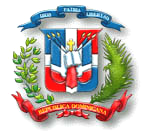 DIOS PATRIA LIBERTAD
REPUBLICA DOMINICANA